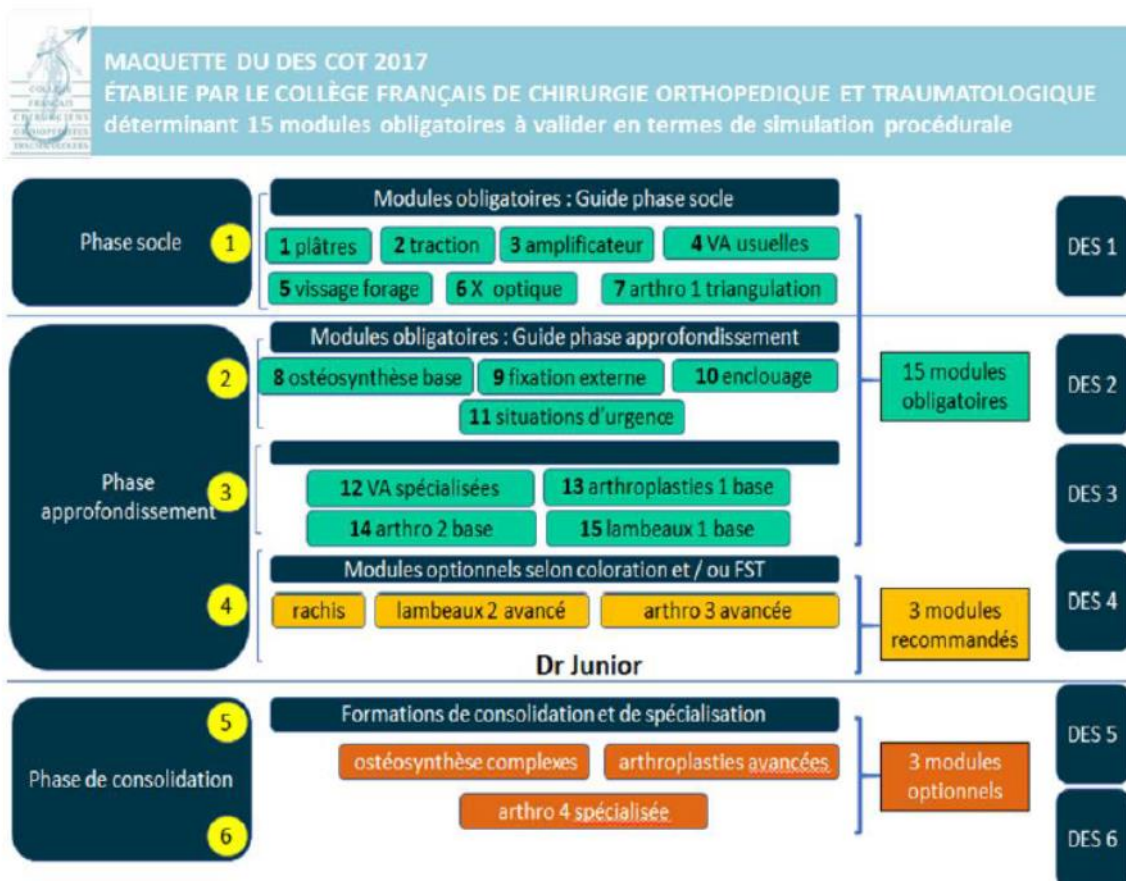 COLLÈGE
FRANÇAIS
CHIRURGIENS
ORTHOPÉDISTES
TRAUMATOLOGUES
MAQUETTE DU DES COT 2017
ÉTABLIE PAR LE COLLÈGE FRANÇAIS DE CHIRURGIE ORTHOPEDIQUE ET TRAUMATOLOGIQUE
déterminant 15 modules obligatoires à valider en termes de simulation procédurale
Phase socle
1
Modules obligatoires : Guide phase socle
1 plâtres
2 traction
3 amplificateur
4 VA usuelles
5 vissage forage
6 X optique
7 arthro 1 triangulation
DES 1
Phase approfondissement
2
Modules obligatoires : Guide phase approfondissement
8 ostéosynthèse base
9 fixation externe
10 enclouage
11 situations d'urgence
15 modules
obligatoires
DES 2
3
12 VA spécialisées
13 arthroplasties 1 base
14 arthro 2 base
15 lambeaux 1 base
DES 3
4
Modules optionnels selon coloration et / ou FST
rachis
lambeaux 2 avancé
arthro 3 avancée
Dr Junior
3 modules
recommandés
DES 4
Phase de consolidation
5
6
Formations de consolidation et de spécialisation
ostéosynthèse complexes
arthroplasties avancées
arthro 4 spécialisée
3 modules
optionnels
DES 5
DES 6